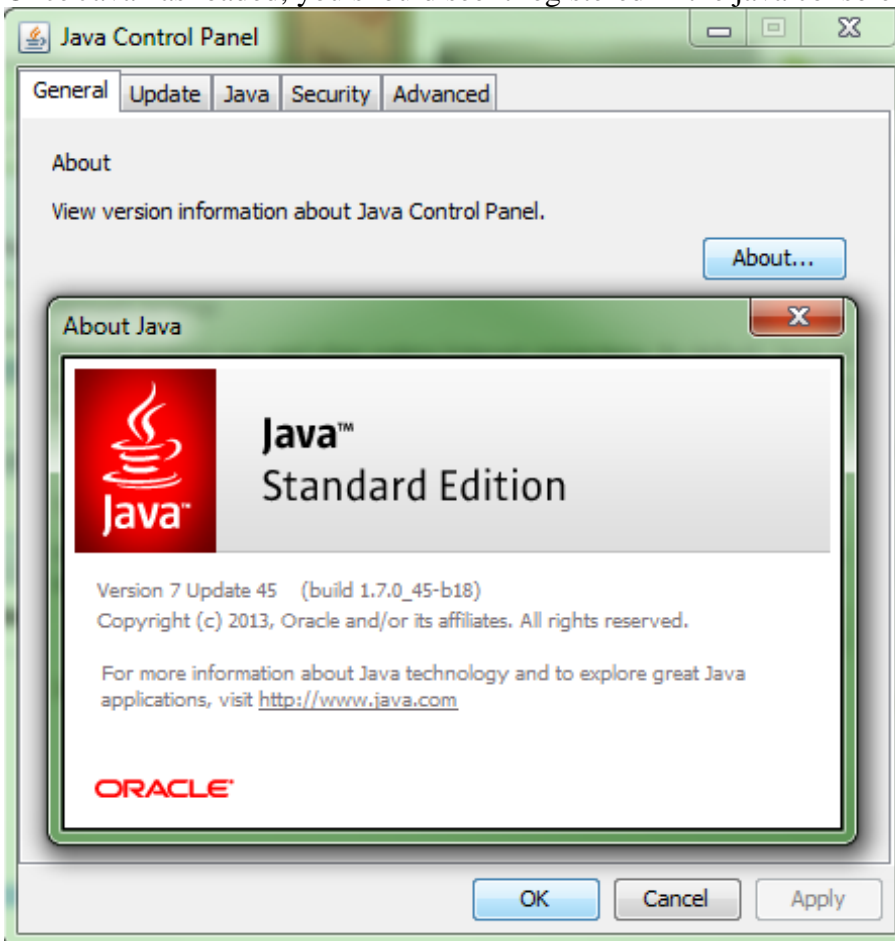 Java Control Panel
General Update Java Security Advanced
About
View version information about Java Control Panel.
About...
About Java
Java™
Standard Edition
Java™
Version 7 Update 45 (build 1.7.0_45-b18)
Copyright (c) 2013, Oracle and/or its affiliates. All rights reserved.
For more information about Java technology and to explore great Java
applications, visit http://www.java.com
ORACLE®
OK Cancel Apply